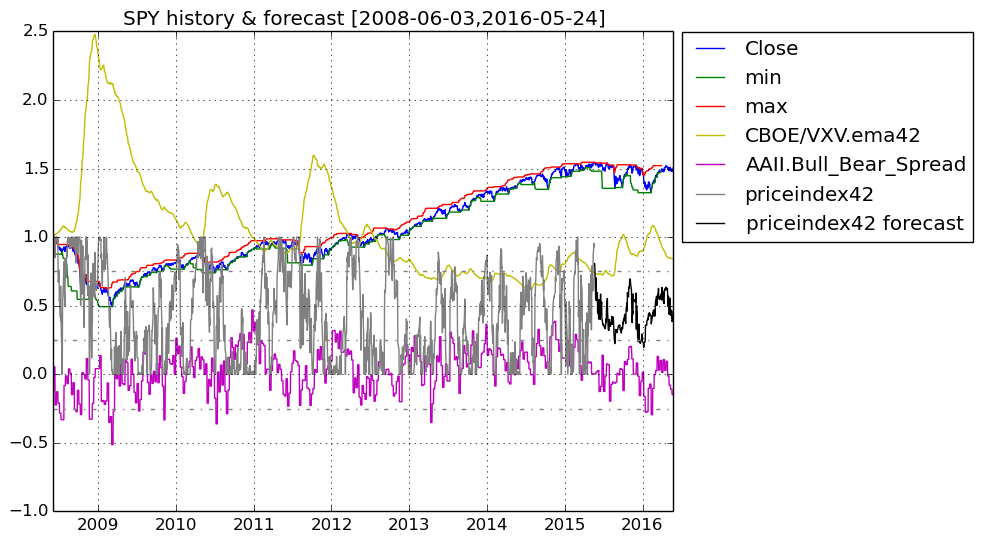 SPY history & forecast [2008-06-03,2016-05-24]
2.5
2.0
1.5
1.0
0.5
0.0
−0.5
−1.0
2009 2010 2011 2012 2013 2014 2015 2016
Close
min
max
CBOE/VXV.ema42
AAII.Bull_Bear_Spread
priceindex42
priceindex42 forecast